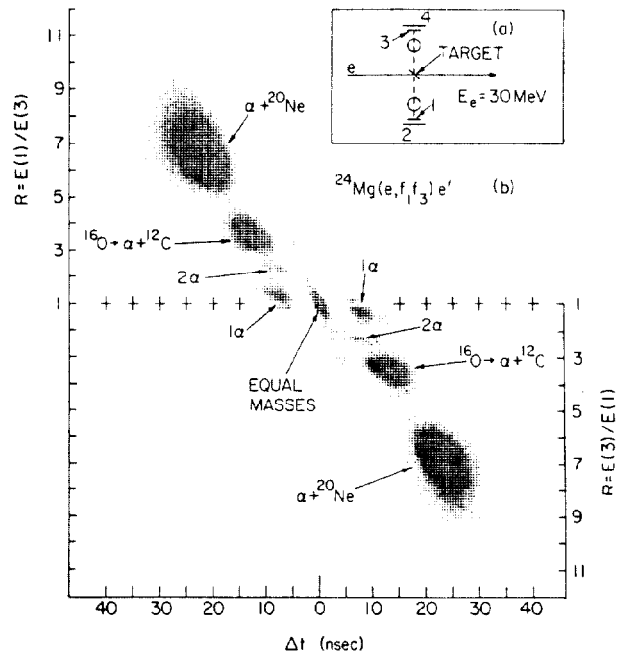 4
(a)
3
TARGET
e
E_e = 30 MeV
1
2
11
9
7
5
3
1
R = E(1)/E(3)
α + ²⁰Ne
²⁴Mg(e,f₁f₃)e′ (b)
¹⁶O → α + ¹²C
2α
1α
1α
2α
EQUAL
MASSES
¹⁶O → α + ¹²C
α + ²⁰Ne
1
3
5
7
9
11
R = E(3)/E(1)
40 30 20 10 0 10 20 30 40
Δt (nsec)